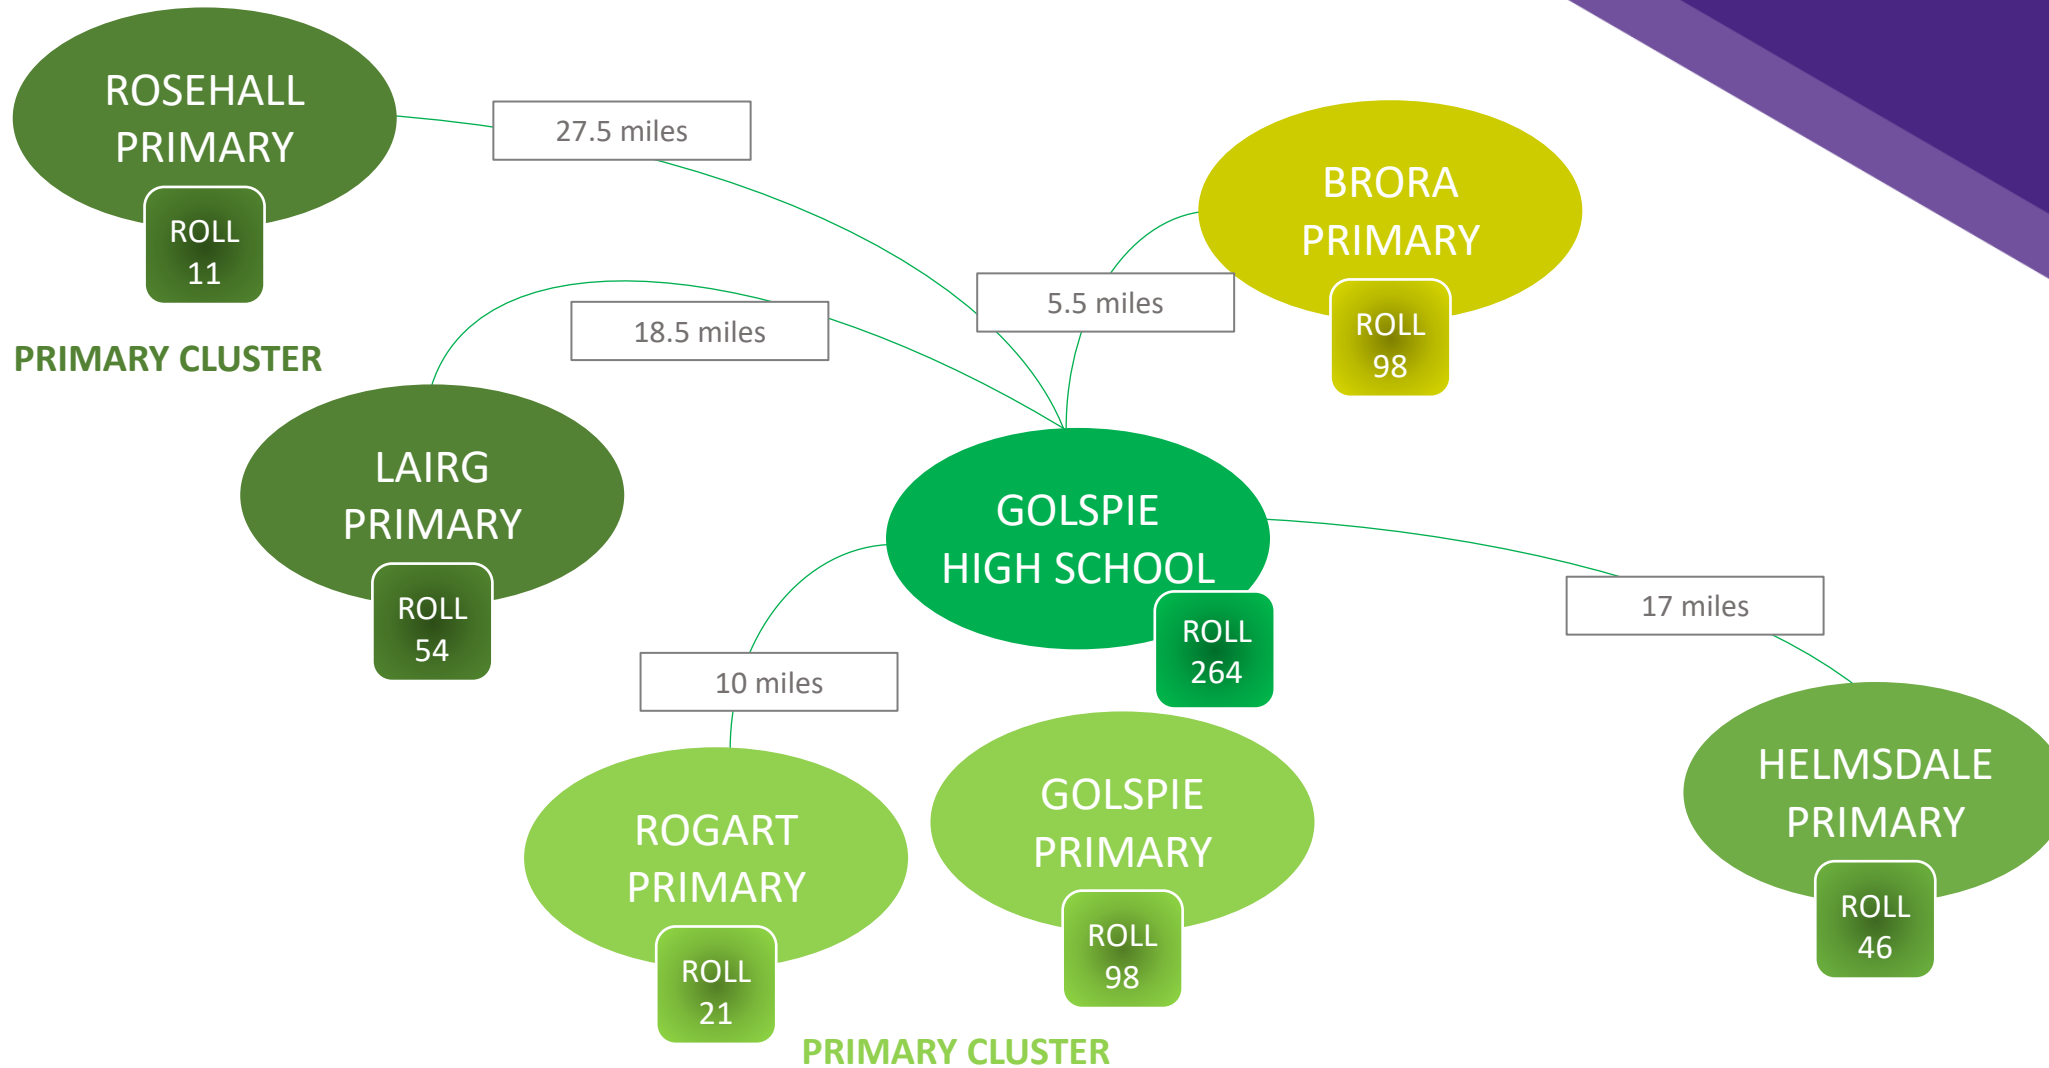 ROSEHALL
PRIMARY
ROLL
11
27.5 miles
BRORA
PRIMARY
ROLL
98
5.5 miles
18.5 miles
PRIMARY CLUSTER
LAIRG
PRIMARY
ROLL
54
GOLSPIE
HIGH SCHOOL
ROLL
264
17 miles
10 miles
HELMSDALE
PRIMARY
ROLL
46
ROGART
PRIMARY
ROLL
21
GOLSPIE
PRIMARY
ROLL
98
PRIMARY CLUSTER